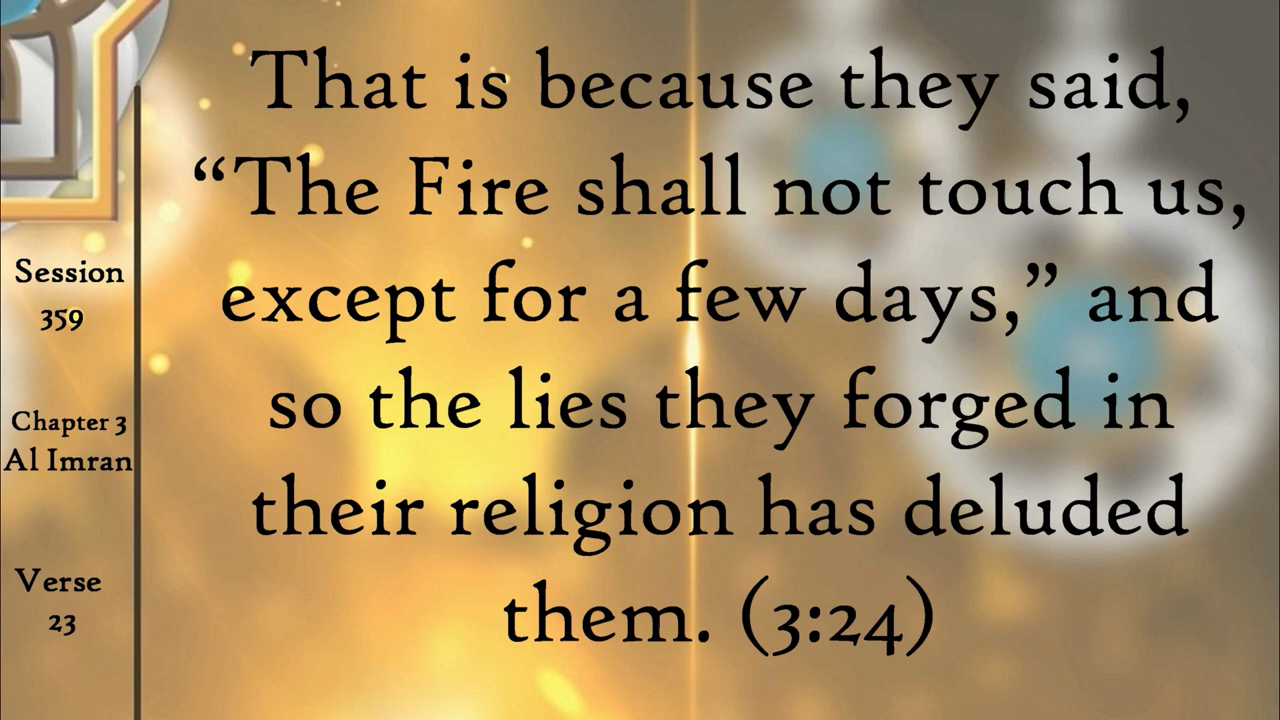 That is because they said,
“The Fire shall not touch us,
except for a few days,” and
so the lies they forged in
their religion has deluded
them. (3:24)
Session
359
Chapter 3
Al Imran
Verse
23